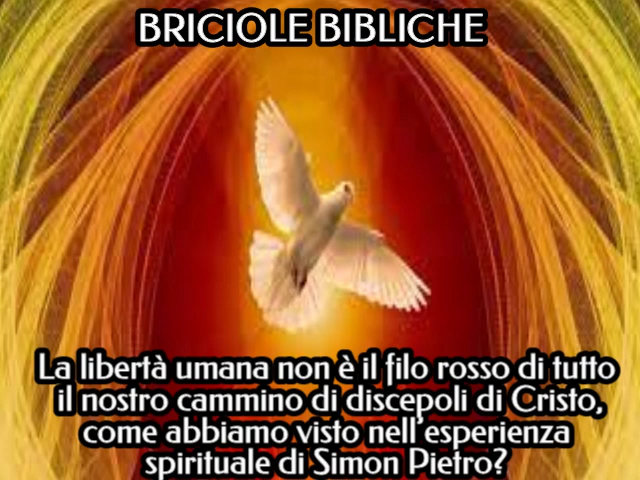 BRICIOLE BIBLICHE
La libertà umana non è il filo rosso di tutto
il nostro cammino di discepoli di Cristo,
come abbiamo visto nell'esperienza
spirituale di Simon Pietro?